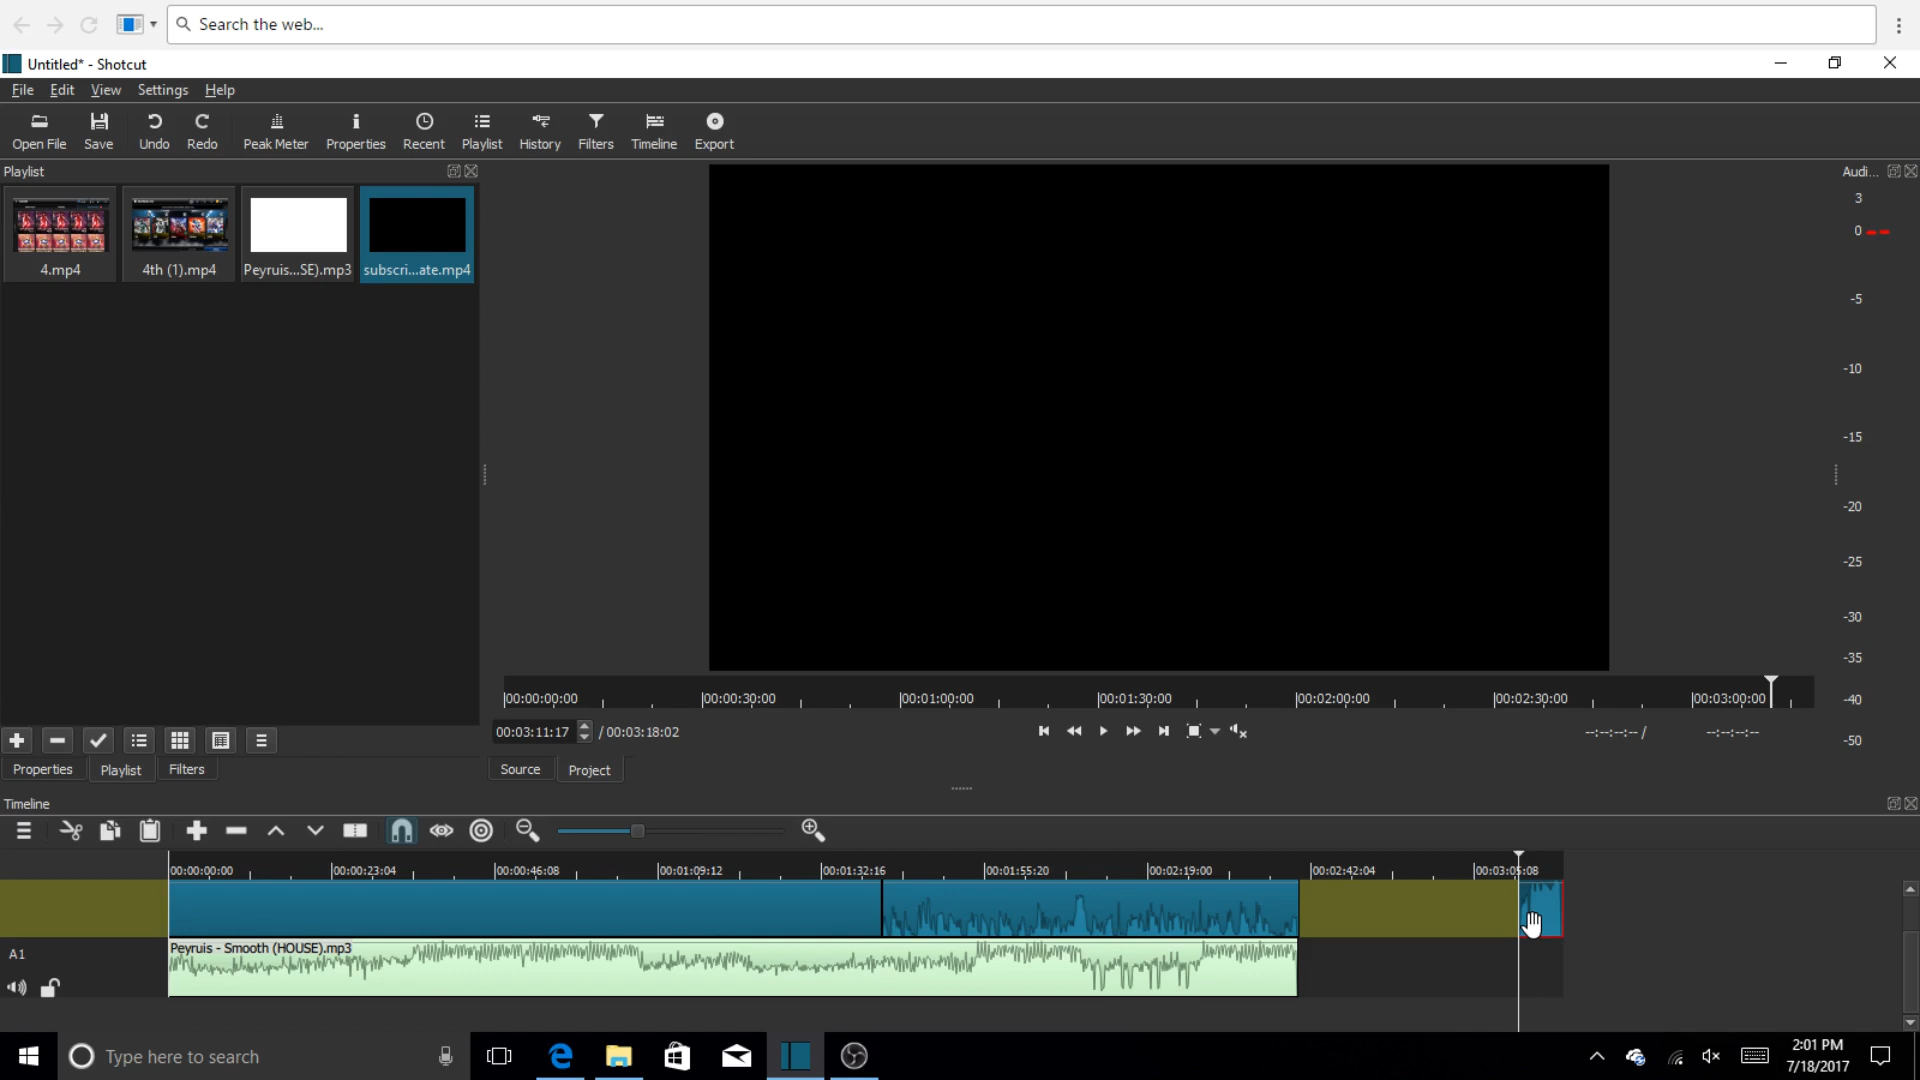 Search the web...
Untitled* - Shotcut
File Edit View Settings Help
Open File Save Undo Redo Peak Meter Properties Recent Playlist History Filters Timeline Export
Playlist
Audi...
4.mp4
4th (1).mp4
Peyruis...SE).mp3
subscri...ate.mp4
3
0
-5
-10
-15
-20
-25
-30
-35
-40
-50
00:00:00:00 00:00:30:00 00:01:00:00 00:01:30:00 00:02:00:00 00:02:30:00 00:03:00:00
00:03:11:17 / 00:03:18:02 --:--:--:-- / --:--:--:--
Properties Playlist Filters
Source Project
Timeline
00:00:00:00 00:00:23:04 00:00:46:08 00:01:09:12 00:01:32:16 00:01:55:20 00:02:19:00 00:02:42:04 00:03:05:08
A1
Peyruis - Smooth (HOUSE).mp3
Type here to search
2:01 PM
7/18/2017